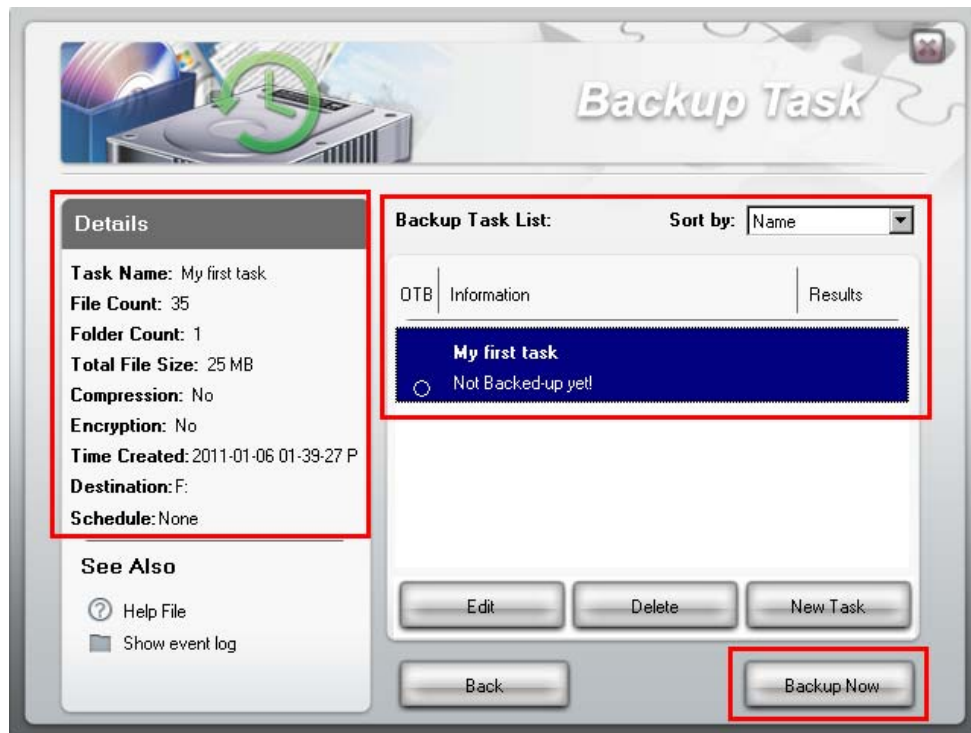 Backup Task
Details
Task Name: My first task
File Count: 35
Folder Count: 1
Total File Size: 25 MB
Compression: No
Encryption: No
Time Created: 2011-01-06 01-39-27 P
Destination: F:
Schedule: None
See Also
Help File
Show event log
Backup Task List: Sort by: Name
OTB Information Results
My first task
Not Backed-up yet!
Edit Delete New Task
Back Backup Now